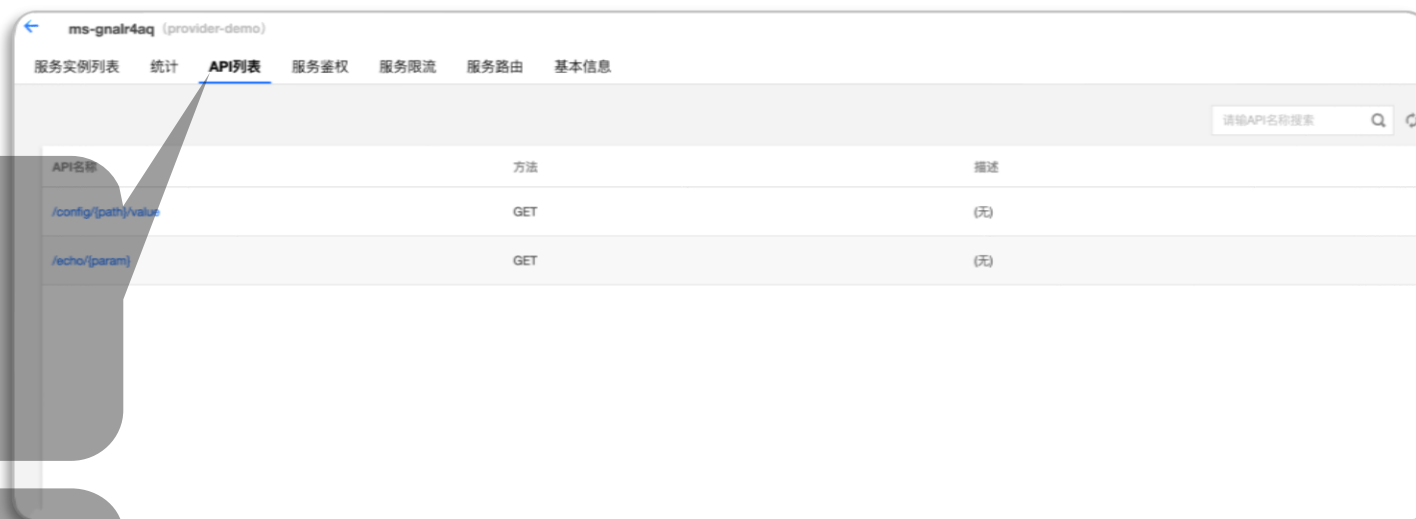 ms-gnalr4aq (provider-demo)
服务实例列表 统计 API列表 服务鉴权 服务限流 服务路由 基本信息
请输API名称搜索
API名称 方法 描述
/config/{path}/value GET (无)
/echo/{param} GET (无)